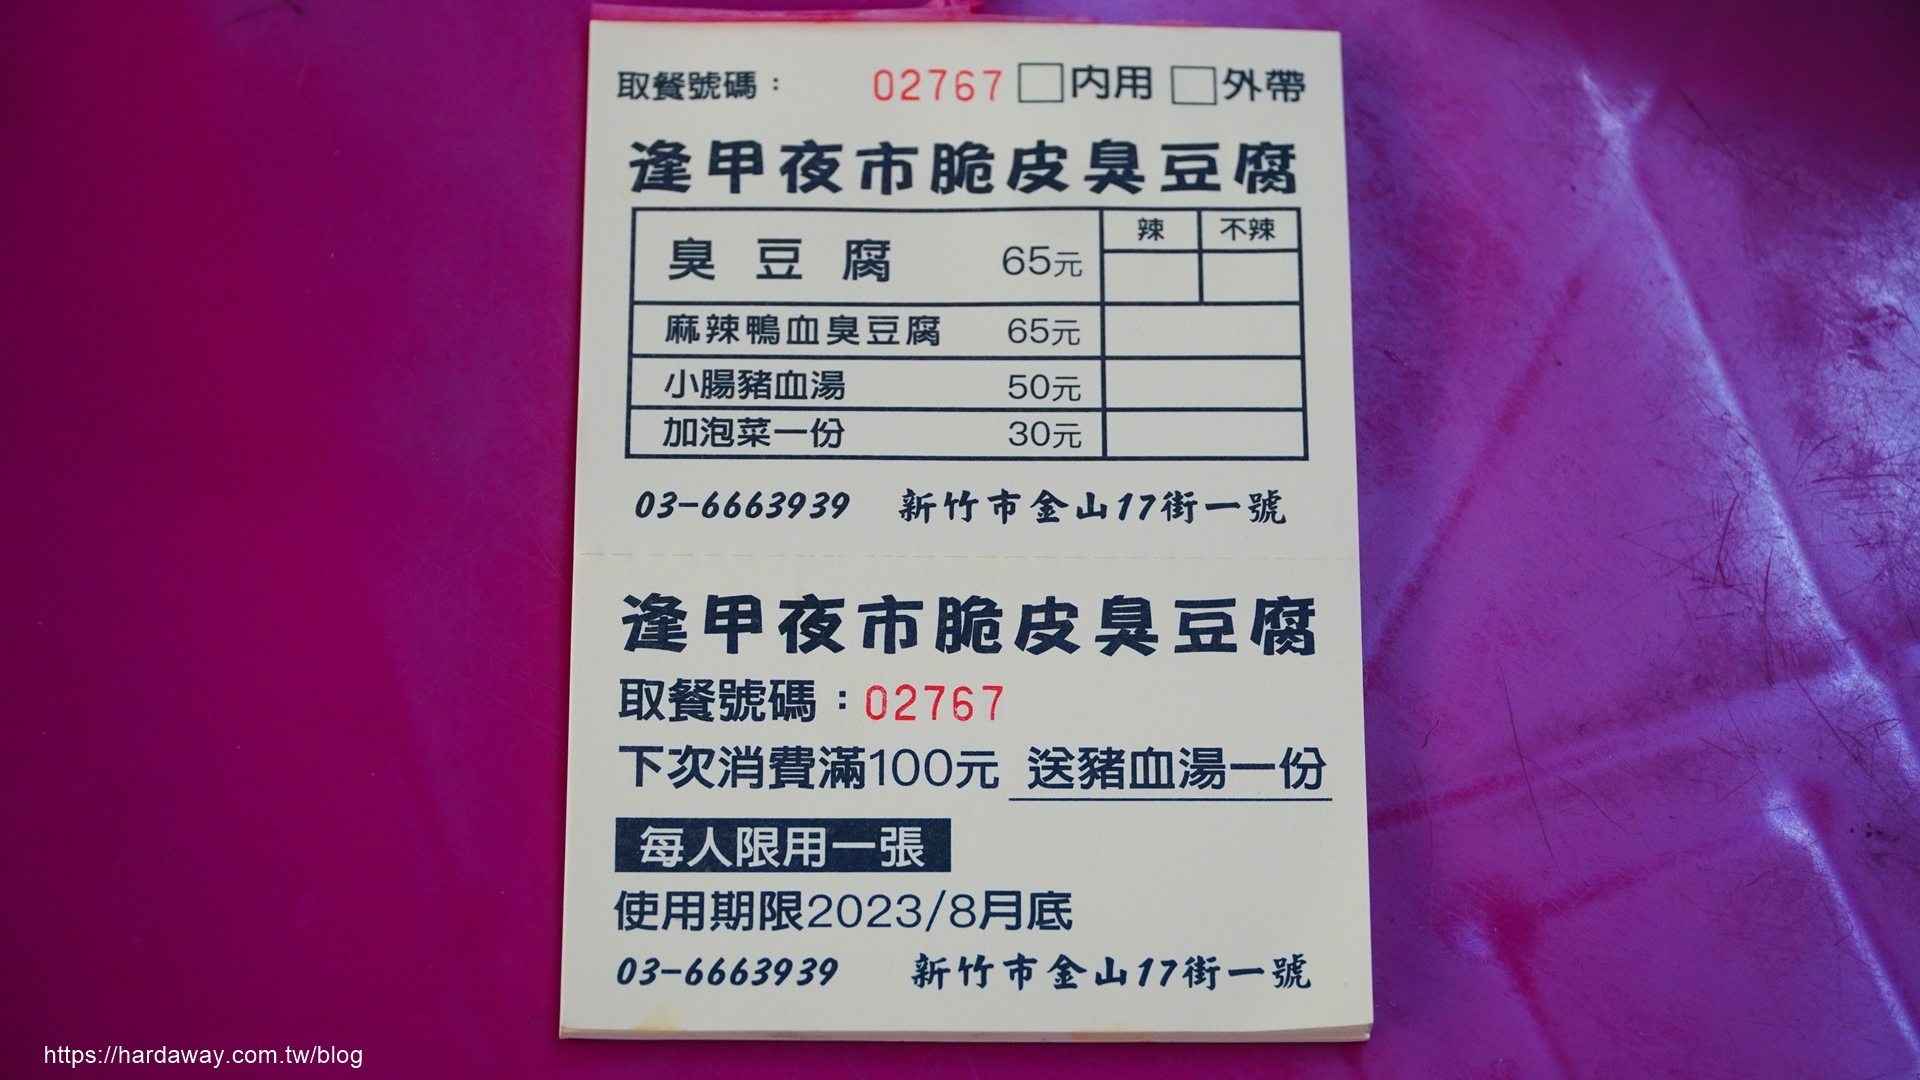 取餐號碼： 02767 □內用 □外帶
逢甲夜市脆皮臭豆腐
辣 不辣
臭豆腐 65元
麻辣鴨血臭豆腐 65元
小腸豬血湯 50元
加泡菜一份 30元
03-6663939 新竹市金山17街一號
逢甲夜市脆皮臭豆腐
取餐號碼：02767
下次消費滿100元 送豬血湯一份
每人限用一張
使用期限2023/8月底
03-6663939 新竹市金山17街一號
https://hardaway.com.tw/blog